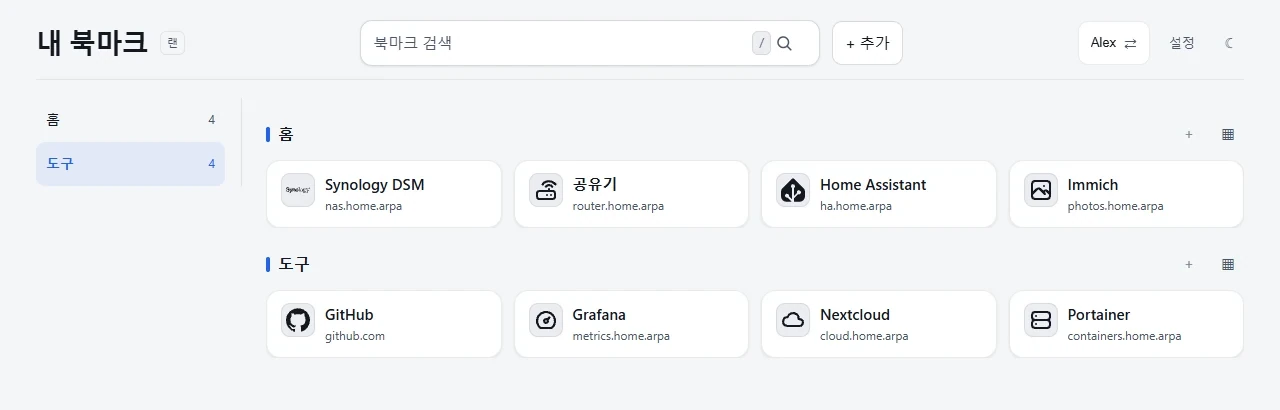 내 북마크 랜
북마크 검색 /
+ 추가
Alex ⇄
설정
☾
홈 4
도구 4
홈
+ ▦
Synology
Synology DSM
nas.home.arpa
공유기
router.home.arpa
Home Assistant
ha.home.arpa
Immich
photos.home.arpa
도구
+ ▦
GitHub
github.com
Grafana
metrics.home.arpa
Nextcloud
cloud.home.arpa
Portainer
containers.home.arpa